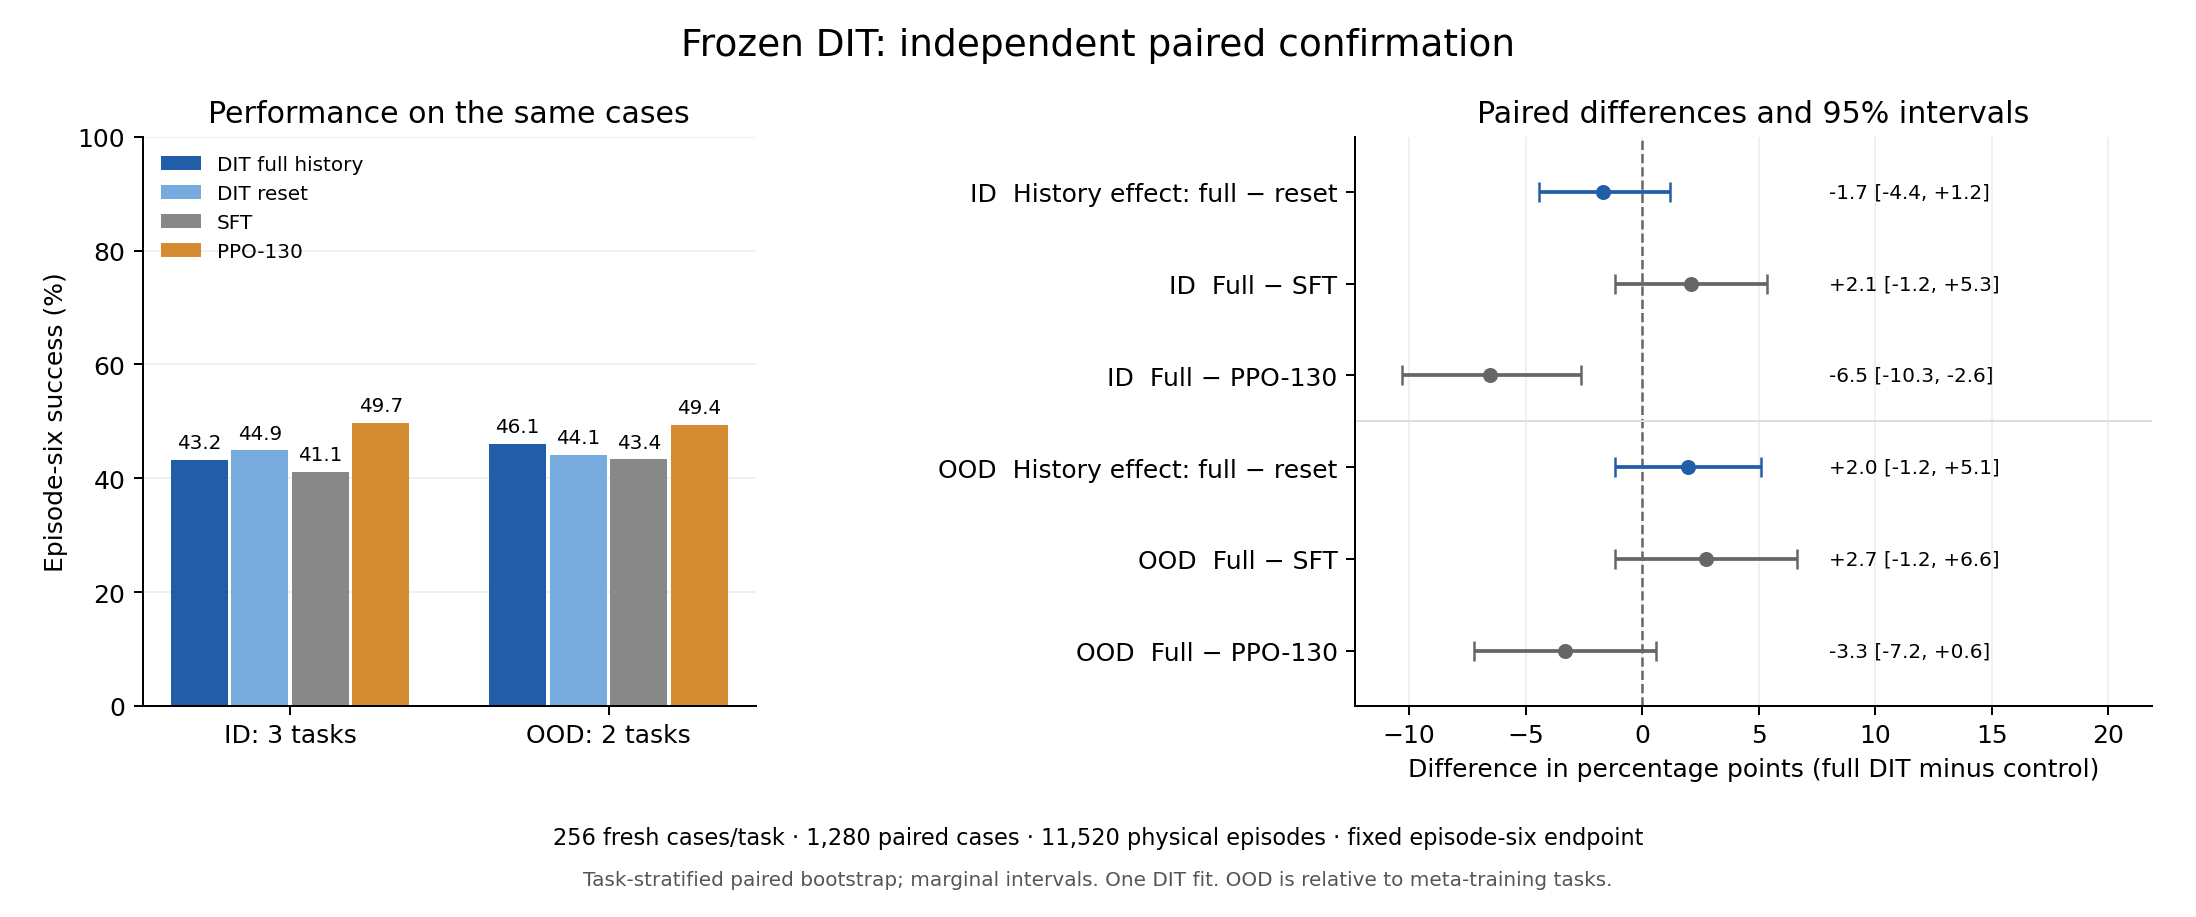 Frozen DIT: independent paired confirmation
Performance on the same cases
100
80
60
40
20
0
Episode-six success (%)
DIT full history
DIT reset
SFT
PPO-130
43.2
44.9
41.1
49.7
46.1
44.1
43.4
49.4
ID: 3 tasks
OOD: 2 tasks
Paired differences and 95% intervals
ID  History effect: full − reset
-1.7 [-4.4, +1.2]
ID  Full − SFT
+2.1 [-1.2, +5.3]
ID  Full − PPO-130
-6.5 [-10.3, -2.6]
OOD  History effect: full − reset
+2.0 [-1.2, +5.1]
OOD  Full − SFT
+2.7 [-1.2, +6.6]
OOD  Full − PPO-130
-3.3 [-7.2, +0.6]
−10
−5
0
5
10
15
20
Difference in percentage points (full DIT minus control)
256 fresh cases/task · 1,280 paired cases · 11,520 physical episodes · fixed episode-six endpoint
Task-stratified paired bootstrap; marginal intervals. One DIT fit. OOD is relative to meta-training tasks.